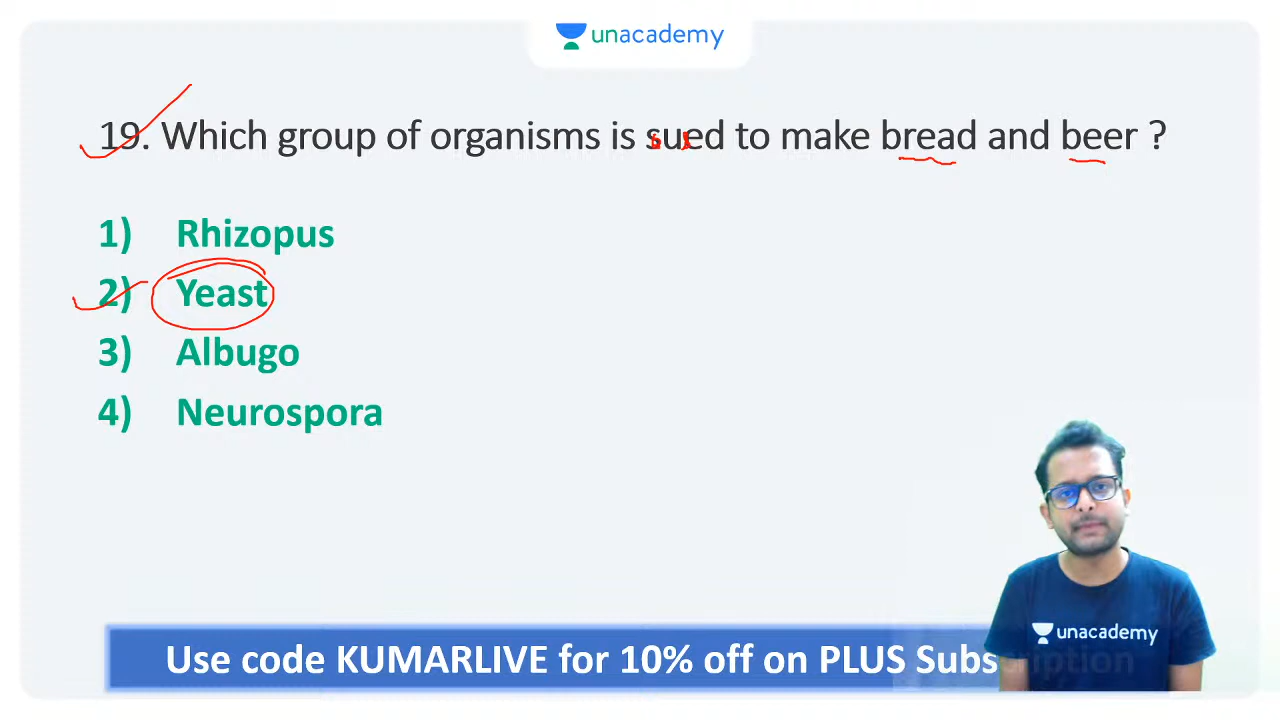 unacademy
19. Which group of organisms is sued to make bread and beer ?
1) Rhizopus
2) Yeast
3) Albugo
4) Neurospora
unacademy
Use code KUMARLIVE for 10% off on PLUS Subscription